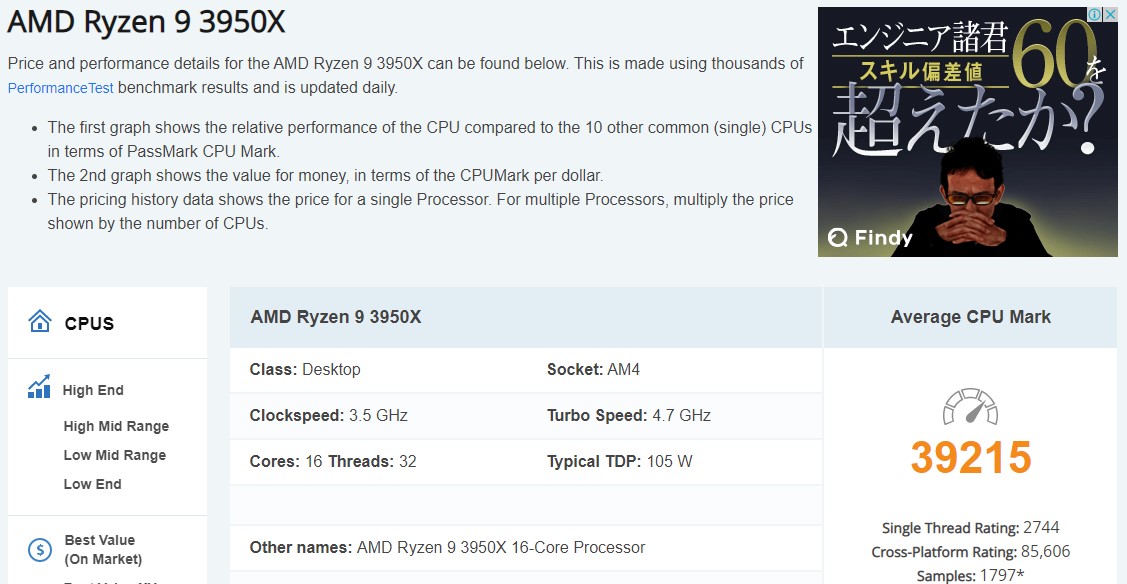 AMD Ryzen 9 3950X
Price and performance details for the AMD Ryzen 9 3950X can be found below. This is made using thousands of
PerformanceTest benchmark results and is updated daily.
The first graph shows the relative performance of the CPU compared to the 10 other common (single) CPUs
in terms of PassMark CPU Mark.
The 2nd graph shows the value for money, in terms of the CPUMark per dollar.
The pricing history data shows the price for a single Processor. For multiple Processors, multiply the price
shown by the number of CPUs.
エンジニア諸君
スキル偏差値
60を
超えたか?
Findy
CPUS
High End
High Mid Range
Low Mid Range
Low End
Best Value
(On Market)
AMD Ryzen 9 3950X
Class: Desktop
Socket: AM4
Clockspeed: 3.5 GHz
Turbo Speed: 4.7 GHz
Cores: 16 Threads: 32
Typical TDP: 105 W
Other names: AMD Ryzen 9 3950X 16-Core Processor
Average CPU Mark
39215
Single Thread Rating: 2744
Cross-Platform Rating: 85,606
Samples: 1797*